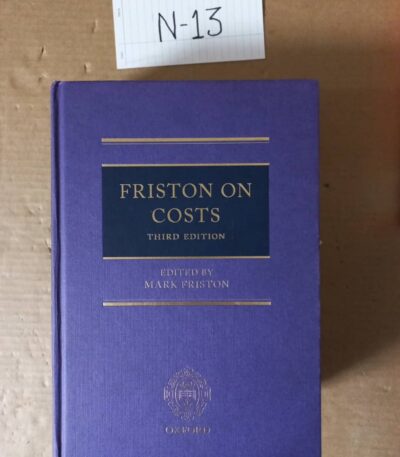 N-13
FRISTON ON
COSTS
THIRD EDITION
EDITED BY
MARK FRISTON
OXFORD